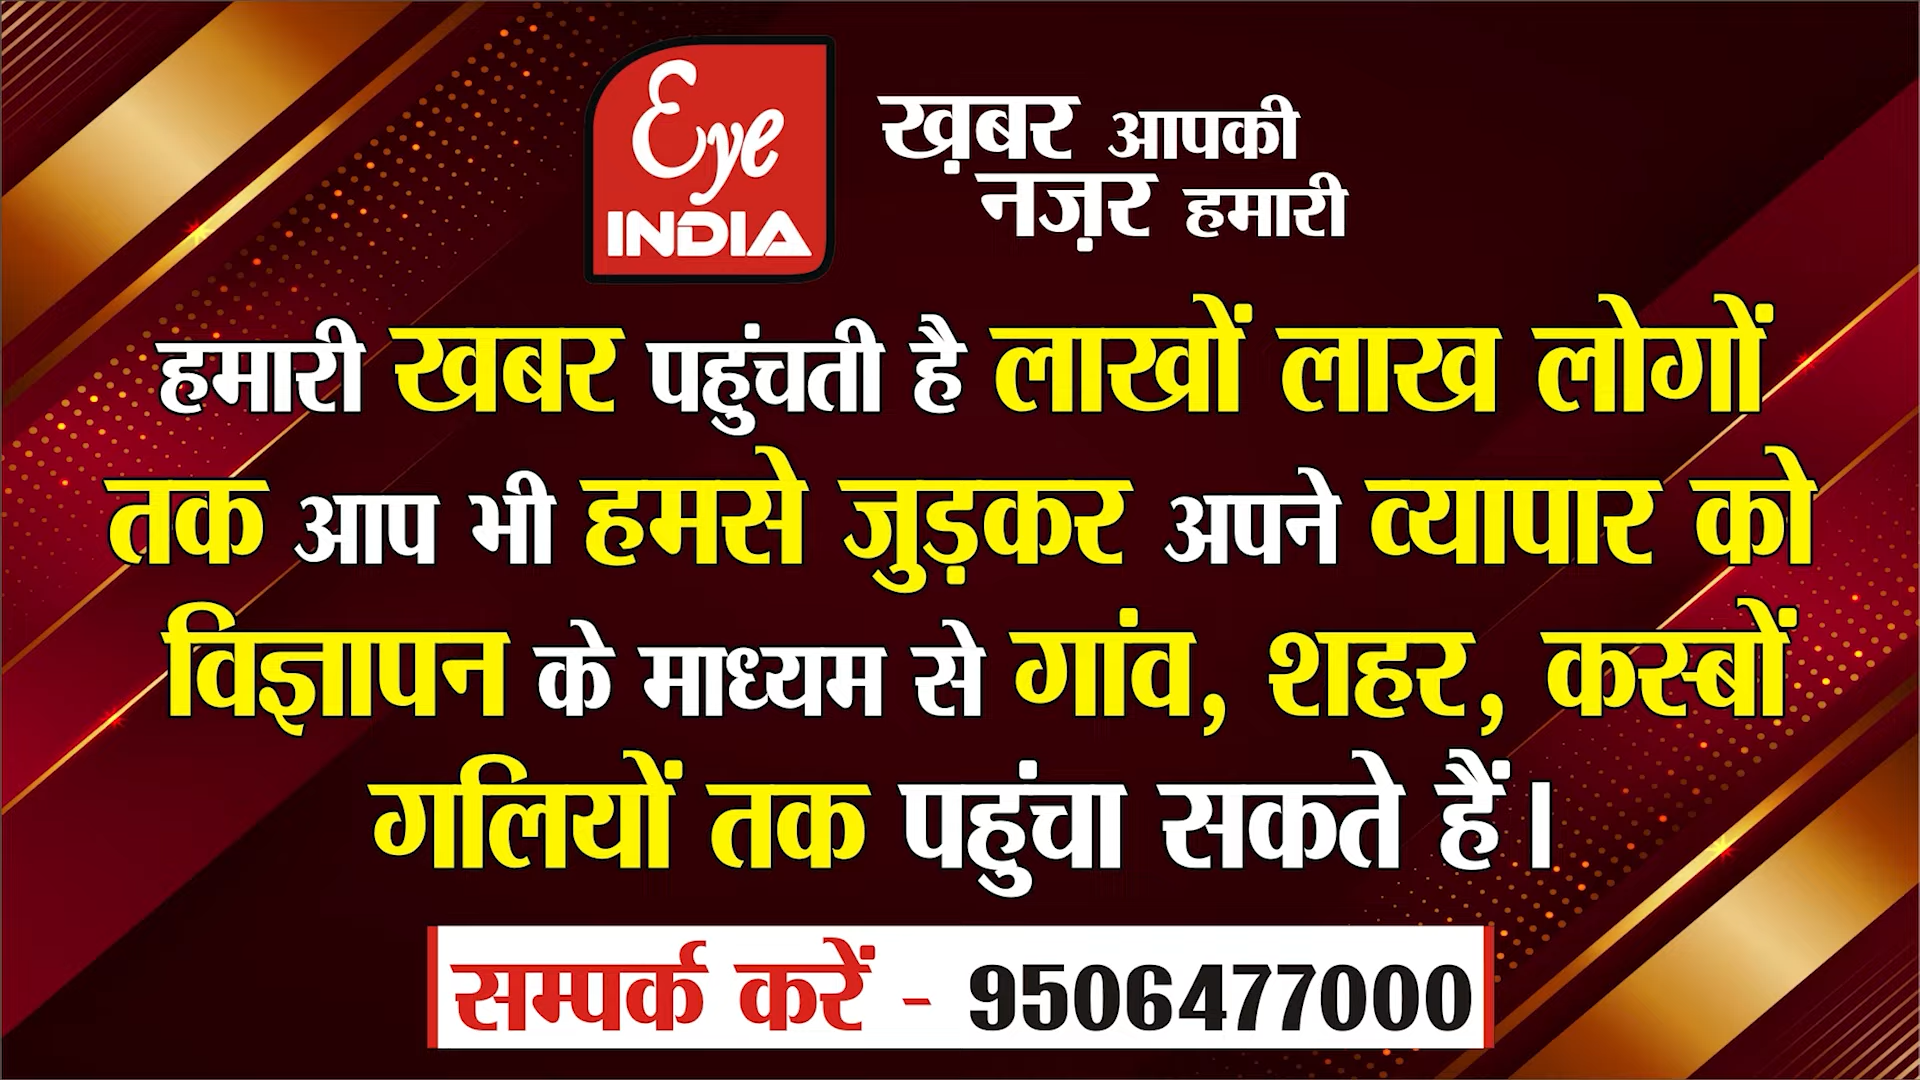 Eye
INDIA
ख़बर आपकी
नज़र हमारी
हमारी खबर पहुंचती है लाखों लाख लोगों
तक आप भी हमसे जुड़कर अपने व्यापार को
विज्ञापन के माध्यम से गांव, शहर, कस्बों
गलियों तक पहुंचा सकते हैं।
सम्पर्क करें - 9506477000